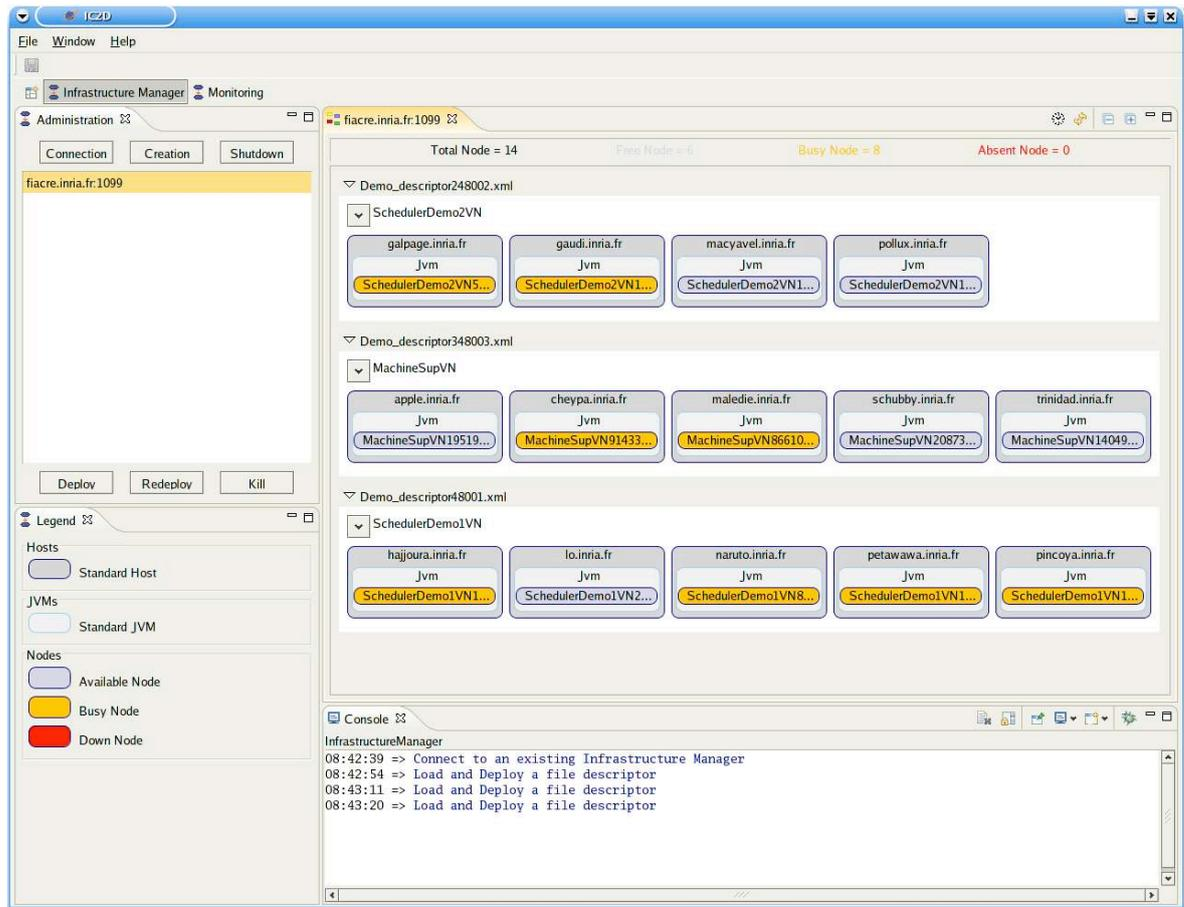 IC2D
File Window Help
Infrastructure Manager Monitoring
Administration
Connection Creation Shutdown
fiacre.inria.fr:1099
Deploy Redeploy Kill
Legend
Hosts
Standard Host
JVMs
Standard JVM
Nodes
Available Node
Busy Node
Down Node
fiacre.inria.fr:1099
Total Node = 14 Free Node = 6 Busy Node = 8 Absent Node = 0
Demo_descriptor248002.xml
SchedulerDemo2VN
galpage.inria.fr gaudi.inria.fr macyavel.inria.fr pollux.inria.fr
Jvm Jvm Jvm Jvm
SchedulerDemo2VN5... SchedulerDemo2VN1... SchedulerDemo2VN1... SchedulerDemo2VN1...
Demo_descriptor348003.xml
MachineSupVN
apple.inria.fr cheypa.inria.fr maledie.inria.fr schubby.inria.fr trinidad.inria.fr
Jvm Jvm Jvm Jvm Jvm
MachineSupVN19519... MachineSupVN91433... MachineSupVN86610... MachineSupVN20873... MachineSupVN14049...
Demo_descriptor48001.xml
SchedulerDemo1VN
hajjoura.inria.fr lo.inria.fr naruto.inria.fr petawawa.inria.fr pincoya.inria.fr
Jvm Jvm Jvm Jvm Jvm
SchedulerDemo1VN1... SchedulerDemo1VN2... SchedulerDemo1VN8... SchedulerDemo1VN1... SchedulerDemo1VN1...
Console
InfrastructureManager
08:42:39 => Connect to an existing Infrastructure Manager
08:42:54 => Load and Deploy a file descriptor
08:43:11 => Load and Deploy a file descriptor
08:43:20 => Load and Deploy a file descriptor